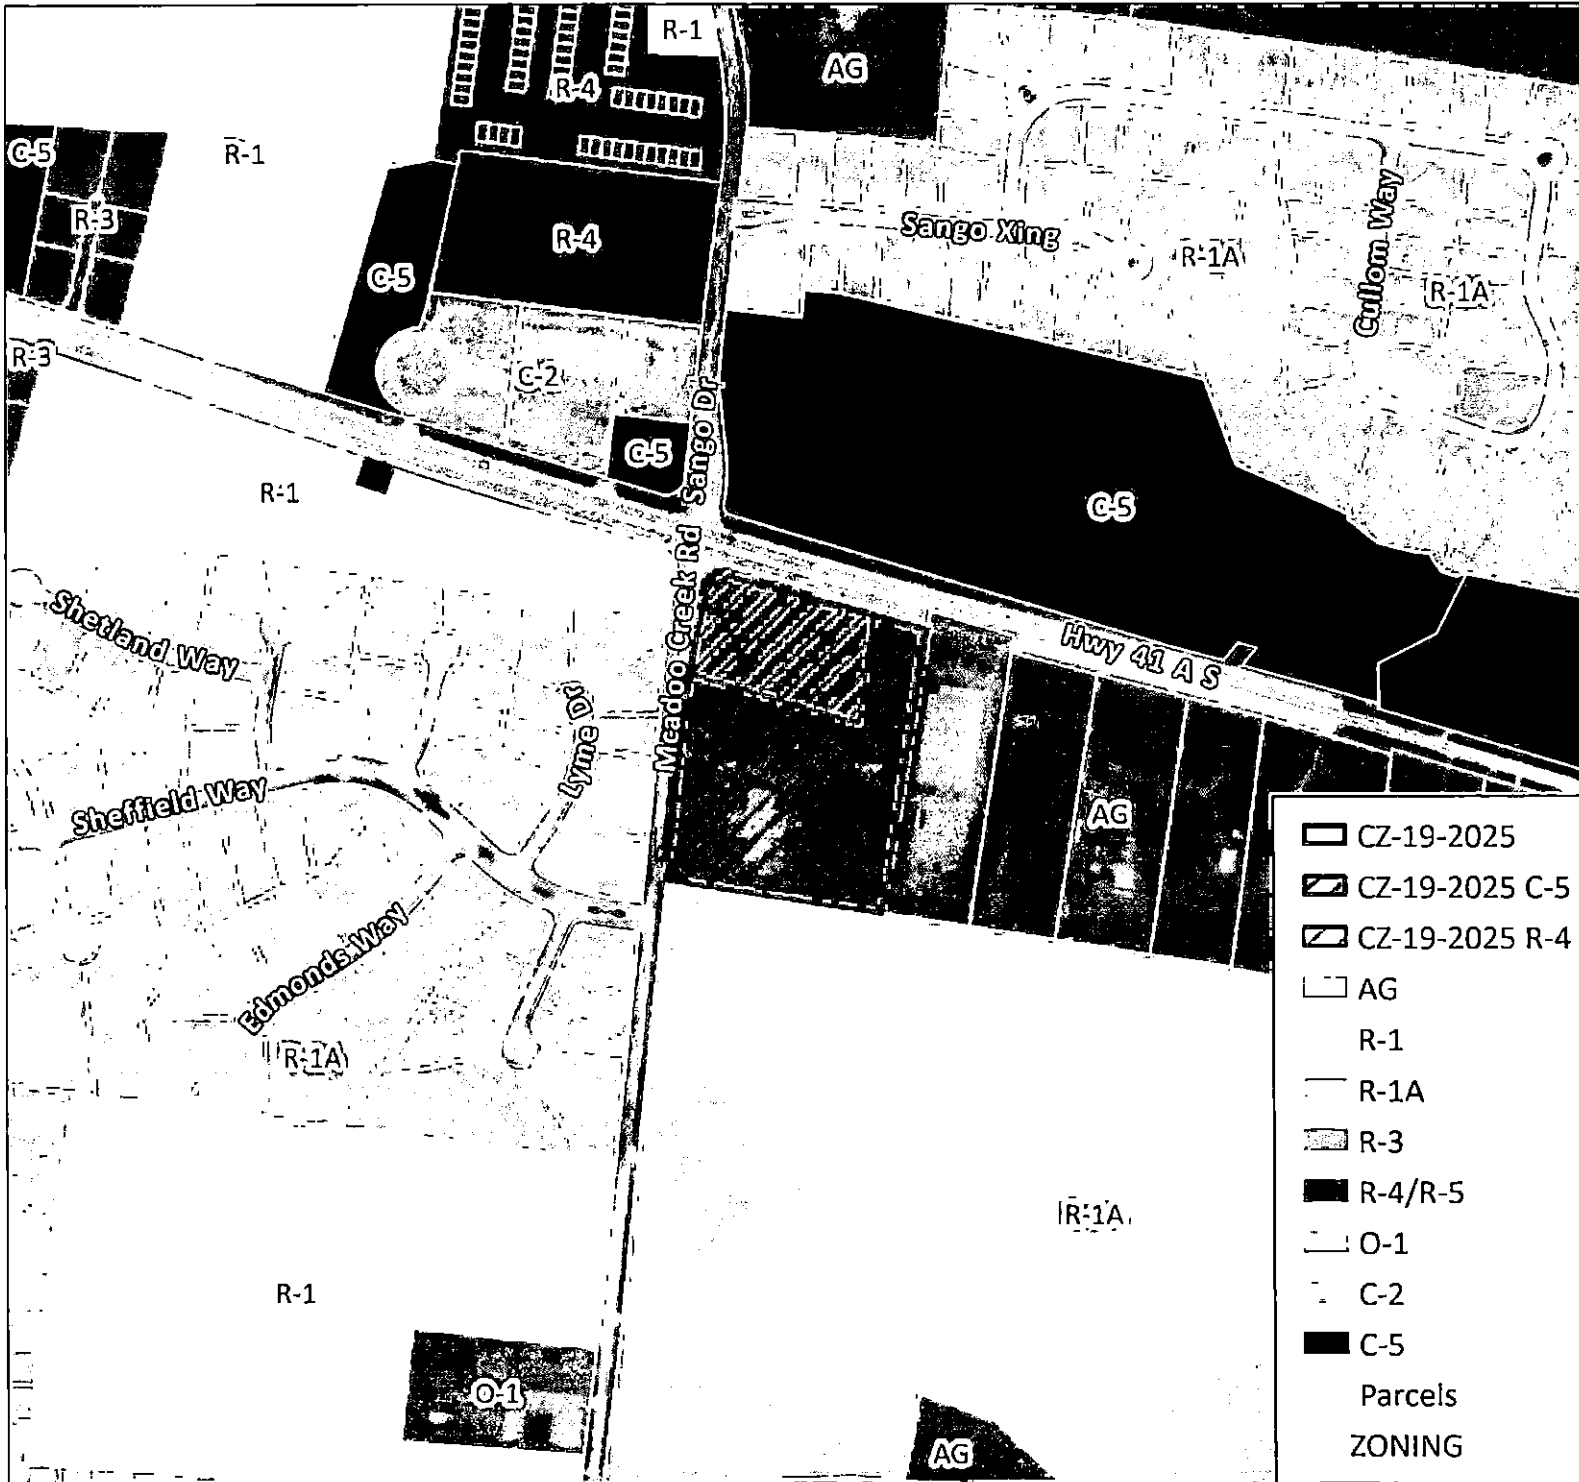 R-1
AG
R-4
C-5
R-1
R-3
R-4
C-5
Sango Xing
R-1A
Cullom Way
R-1A
R-3
C-2
Sango Dr
C-5
R-1
C-5
Shetland Way
Meadoo Creek Rd
Hwy 41 A S
Lyme Dr
Sheffield Way
AG
Edmonds Way
R-1A
R-1A
R-1
O-1
AG
CZ-19-2025
CZ-19-2025 C-5
CZ-19-2025 R-4
AG
R-1
R-1A
R-3
R-4/R-5
O-1
C-2
C-5
Parcels
ZONING